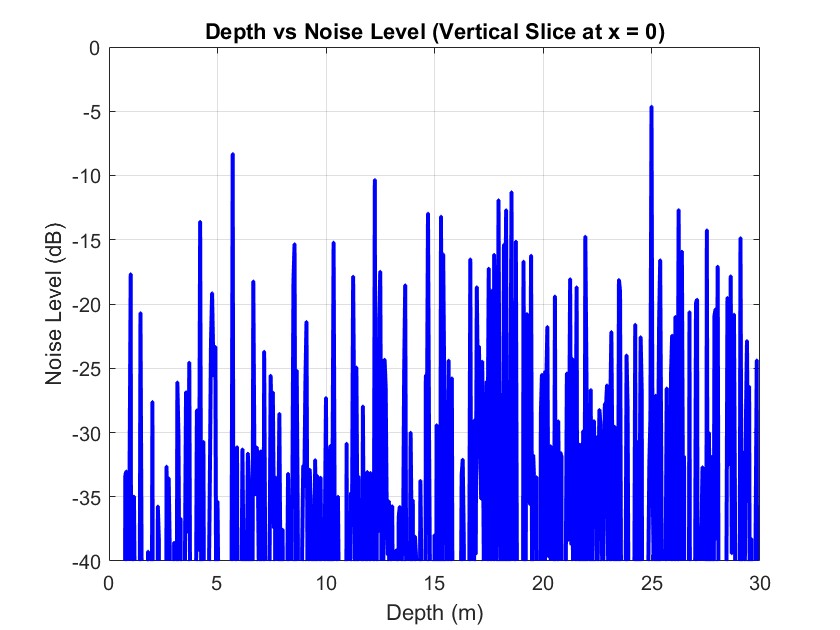 Depth vs Noise Level (Vertical Slice at x = 0)
0
-5
-10
-15
-20
-25
-30
-35
-40
Noise Level (dB)
0 5 10 15 20 25 30
Depth (m)